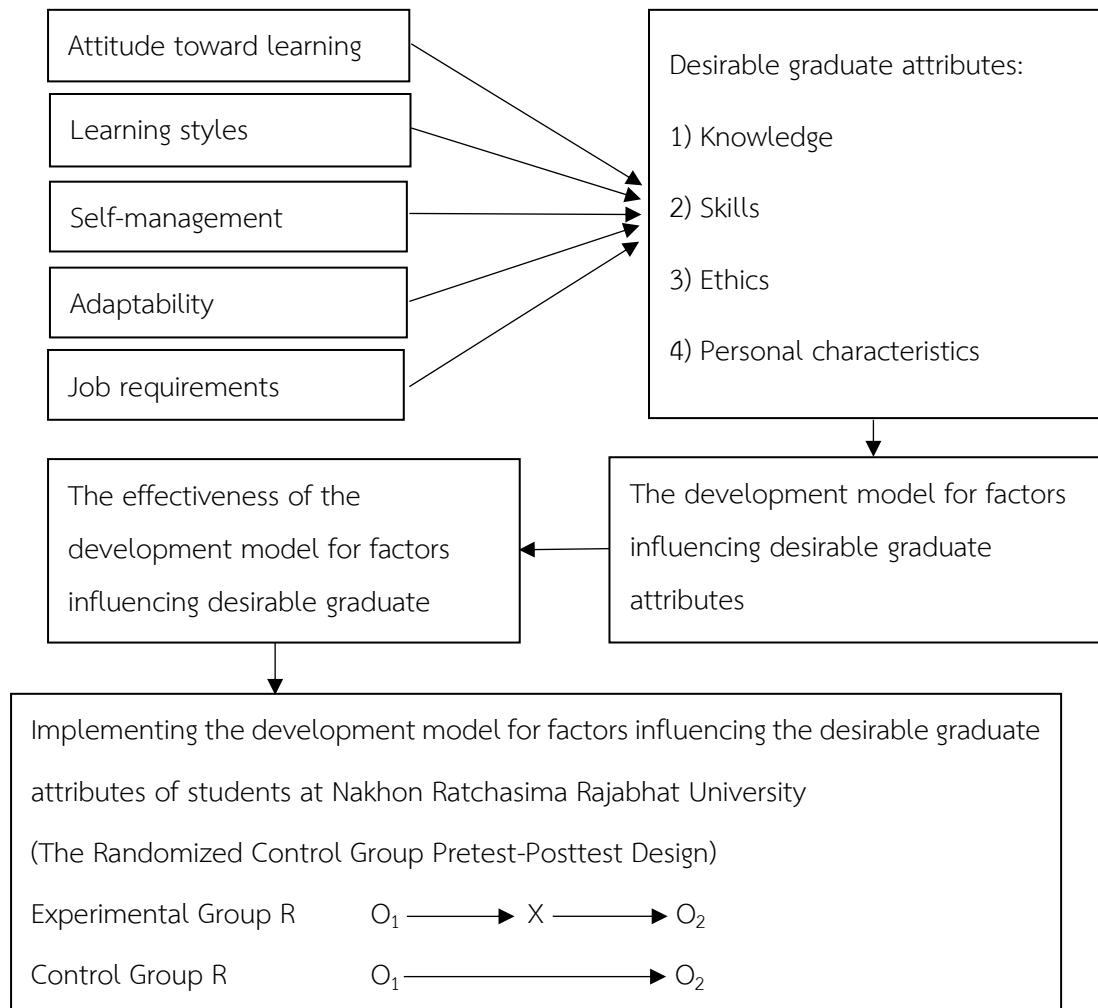 Attitude toward learning
Learning styles
Self-management
Adaptability
Job requirements
Desirable graduate attributes:
1) Knowledge
2) Skills
3) Ethics
4) Personal characteristics
The effectiveness of the
development model for factors
influencing desirable graduate
The development model for factors
influencing desirable graduate
attributes
Implementing the development model for factors influencing the desirable graduate
attributes of students at Nakhon Ratchasima Rajabhat University
(The Randomized Control Group Pretest-Posttest Design)
Experimental Group R O₁ X O₂
Control Group R O₁ O₂